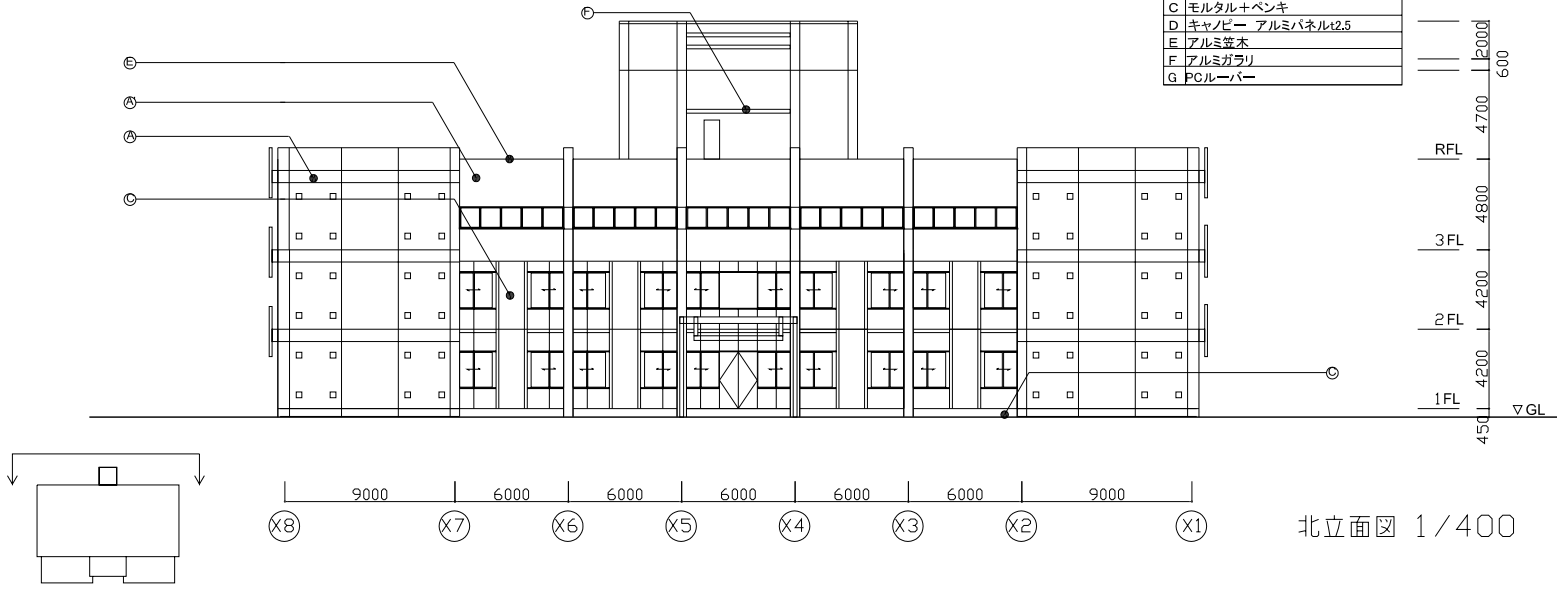 F
C モルタル+ペンキ
D キャノピー アルミパネルt2.5
E アルミ笠木
F アルミガラリ
G PCルーバー
2000
600
4700
E
A'
A
C
RFL
4800
3FL
4200
2FL
4200
C
1FL
450
▽GL
9000 6000 6000 6000 6000 6000 9000
X8 X7 X6 X5 X4 X3 X2 X1
北立面図 1/400